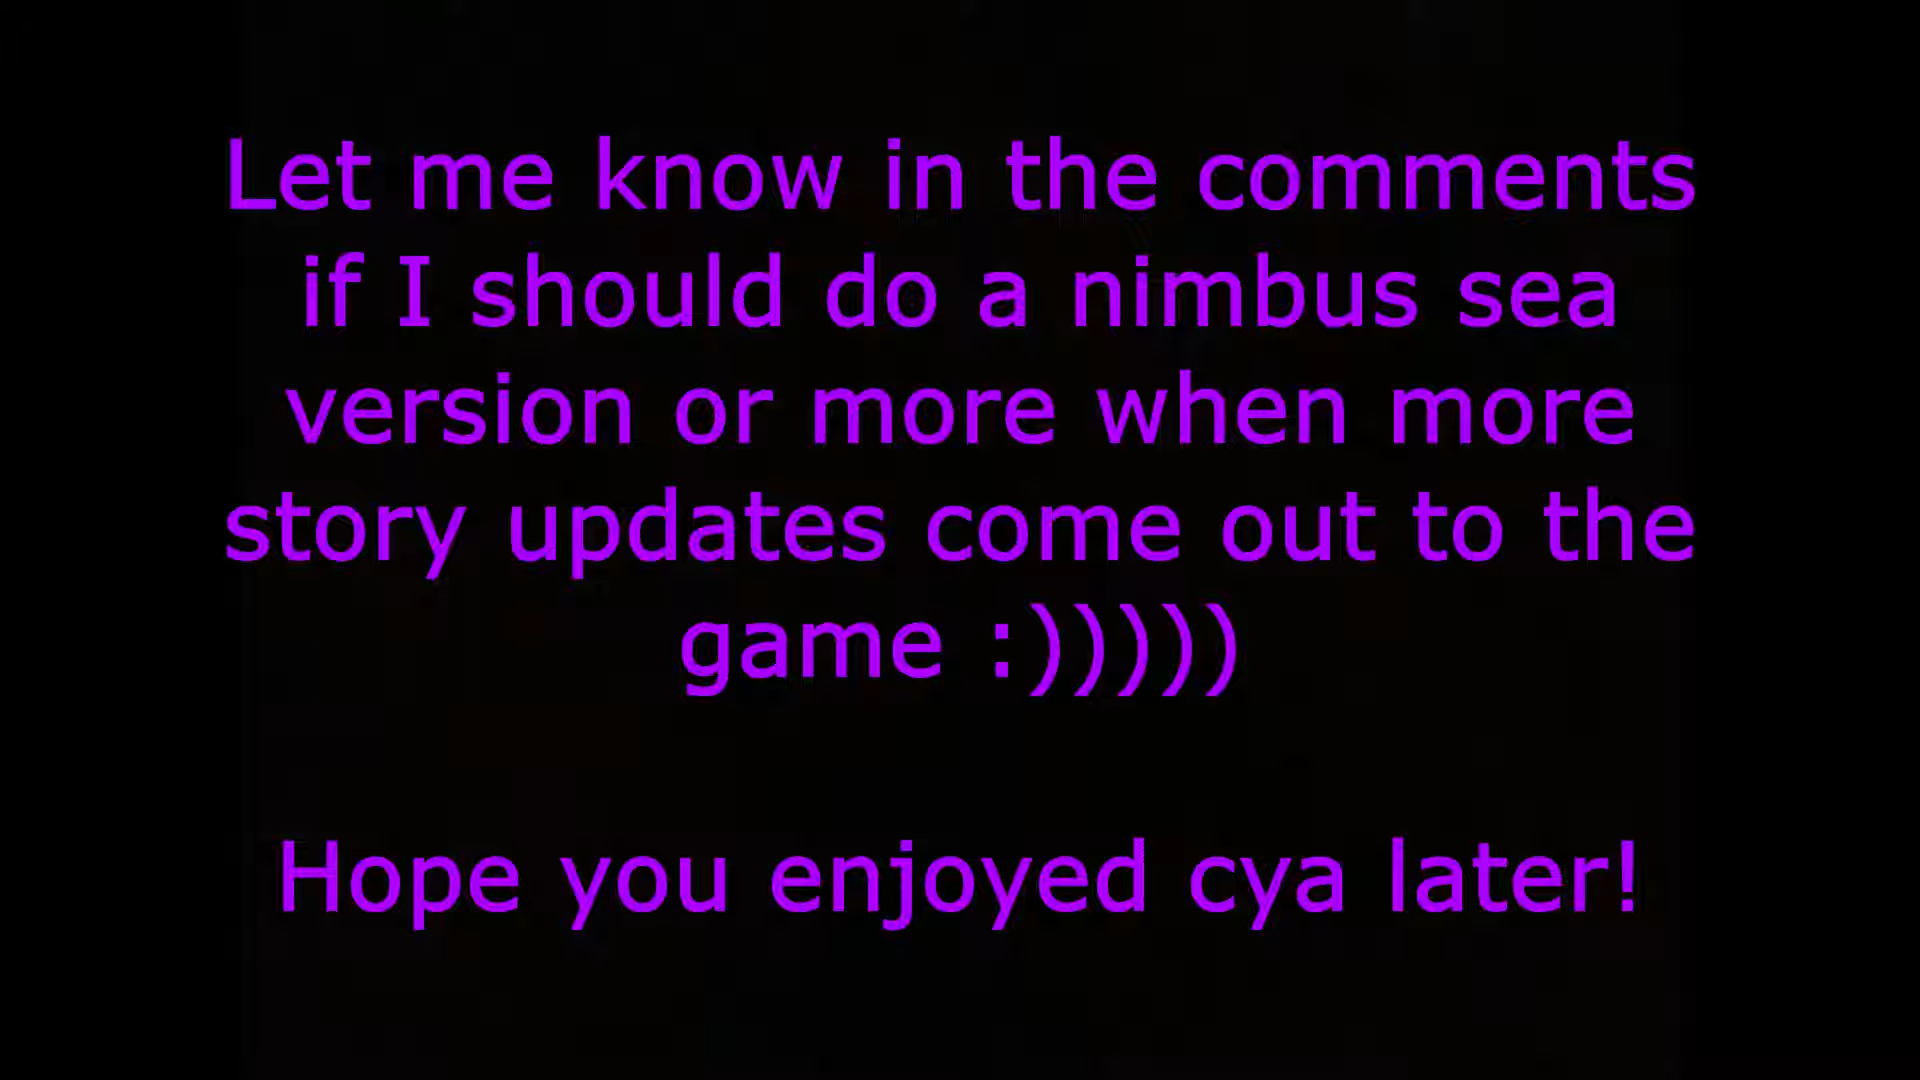 Let me know in the comments
if I should do a nimbus sea
version or more when more
story updates come out to the
game :)))))
Hope you enjoyed cya later!